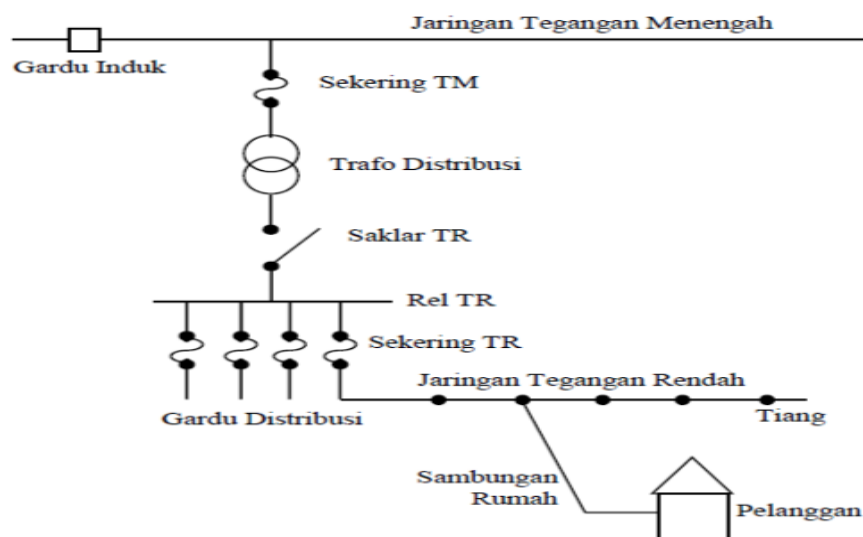 Jaringan Tegangan Menengah
Gardu Induk
Sekering TM
Trafo Distribusi
Saklar TR
Rel TR
Sekering TR
Jaringan Tegangan Rendah
Gardu Distribusi
Tiang
Sambungan
Rumah
Pelanggan